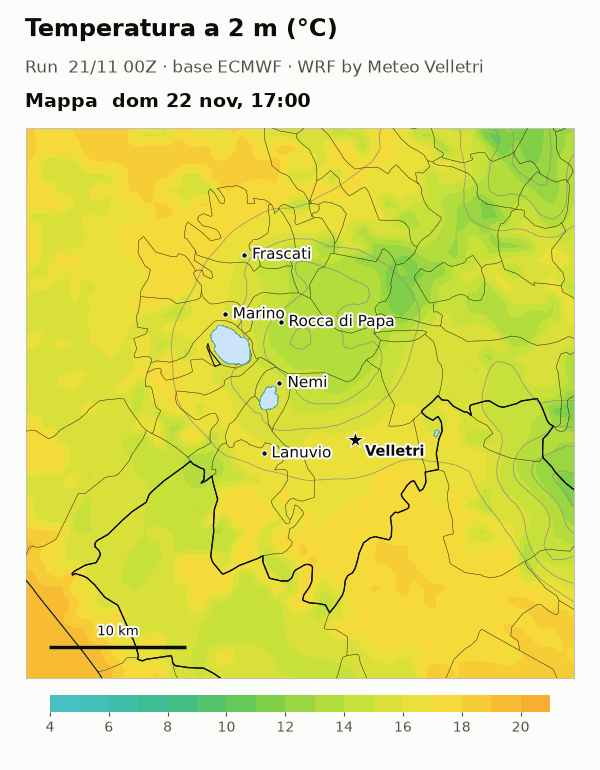 Temperatura a 2 m (°C)
Run 21/11 00Z · base ECMWF · WRF by Meteo Velletri
Mappa dom 22 nov, 17:00
Frascati
Marino
Rocca di Papa
Nemi
Velletri
Lanuvio
10 km
4 6 8 10 12 14 16 18 20